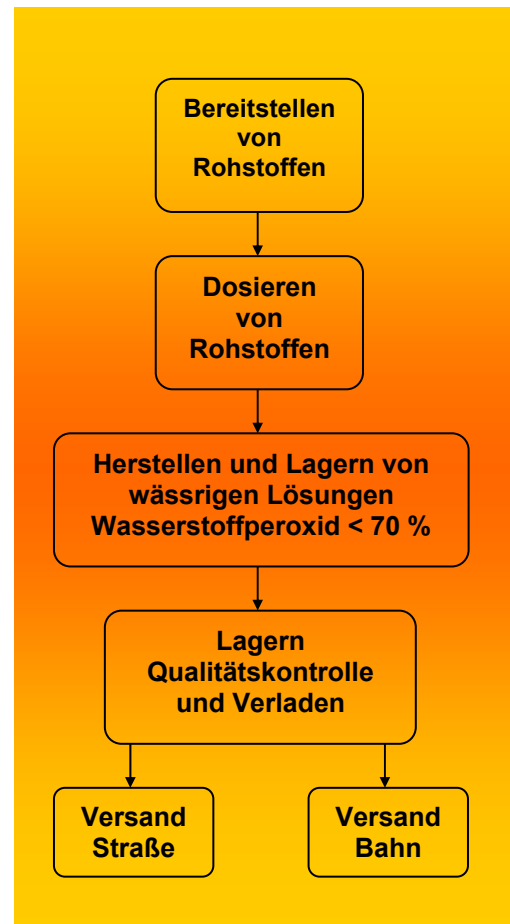 Bereitstellen
von
Rohstoffen
Dosieren
von
Rohstoffen
Herstellen und Lagern von
wässrigen Lösungen
Wasserstoffperoxid < 70 %
Lagern
Qualitätskontrolle
und Verladen
Versand
Straße
Versand
Bahn